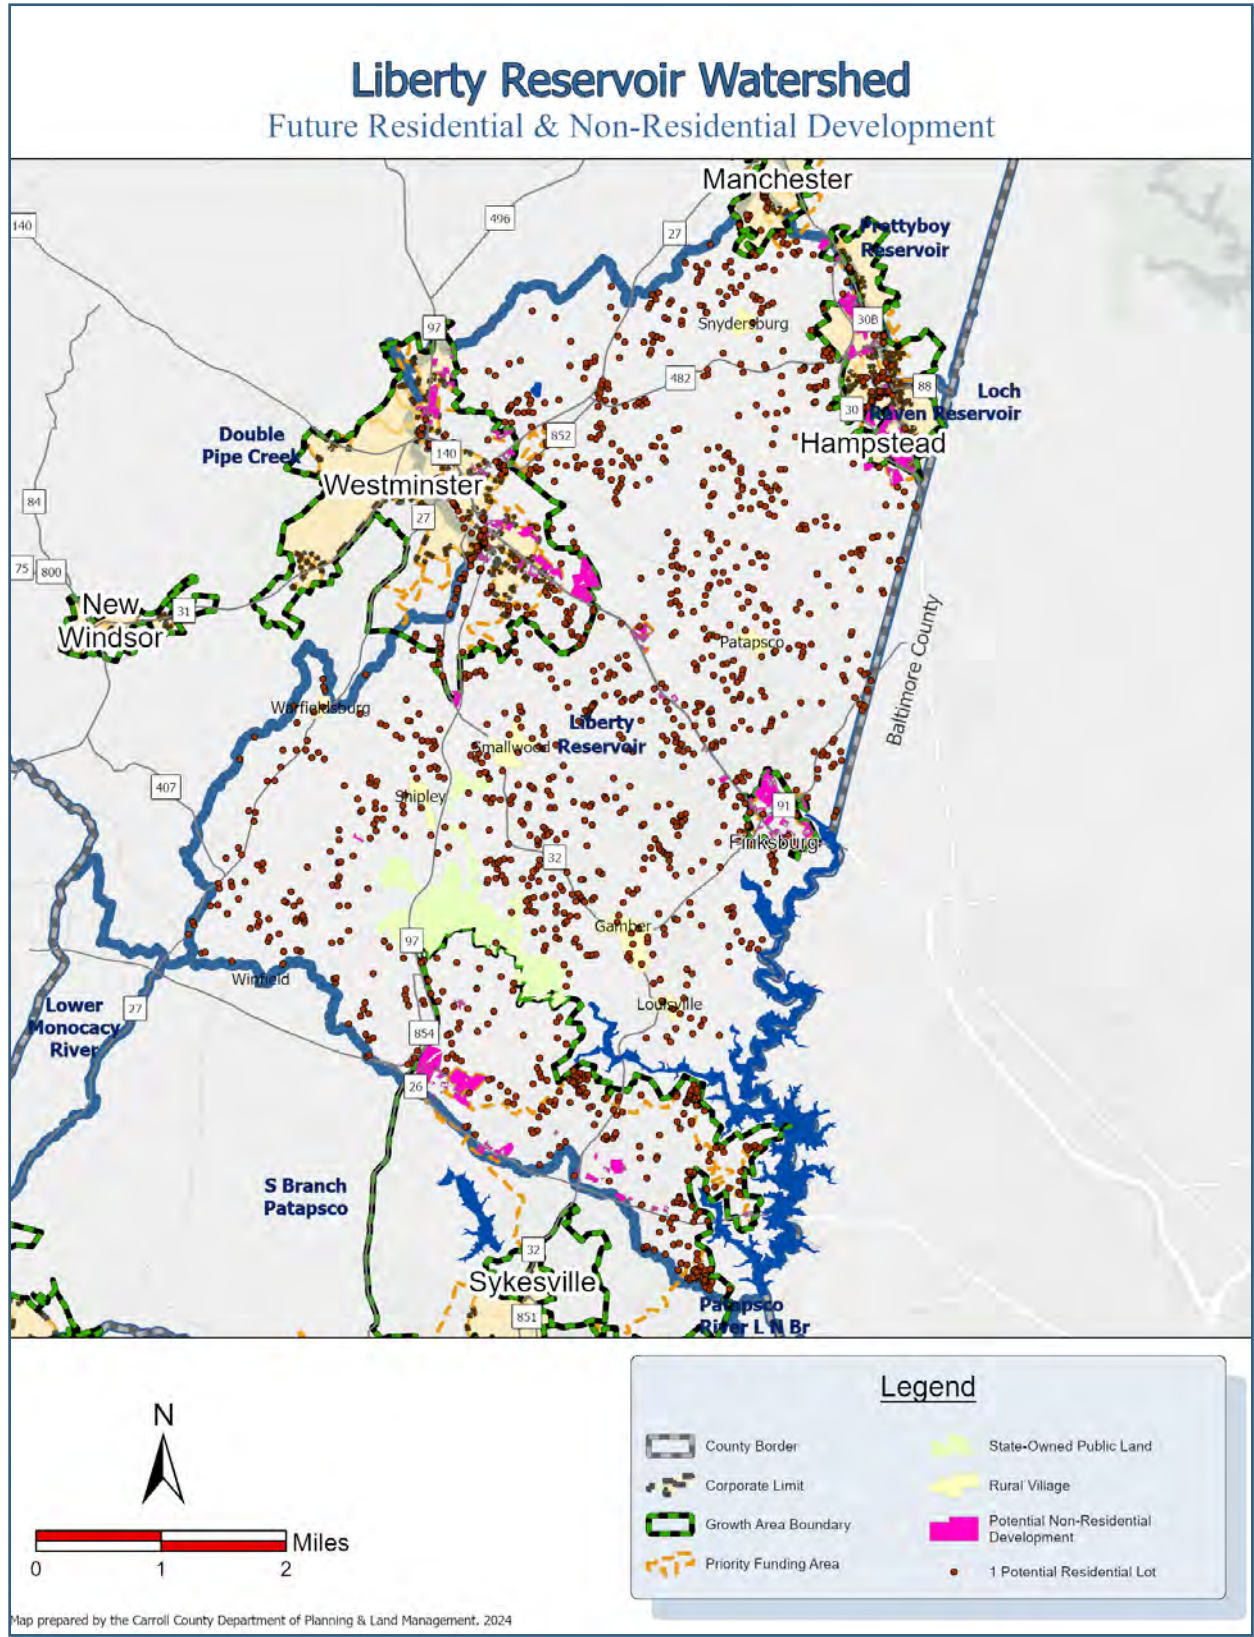 Liberty Reservoir Watershed
Future Residential & Non-Residential Development
Manchester
140
496
27
Prettyboy
Reservoir
97
Snydersburg
30B
482
88
Loch
Raven Reservoir
30
Double
Pipe Creek
852
140
Hampstead
Westminster
84
27
75
800
New
Windsor
31
Patapsco
Baltimore County
Warfieldsburg
Liberty
Reservoir
Smallwood
407
Shipley
91
Finksburg
32
Gamber
97
Winfield
Louisville
Lower
Monocacy
River
27
854
26
S Branch
Patapsco
32
Sykesville
851
Patapsco
River L N Br
N
Miles
0
1
2
Legend
County Border
Corporate Limit
Growth Area Boundary
Priority Funding Area
State-Owned Public Land
Rural Village
Potential Non-Residential
Development
1 Potential Residential Lot
Map prepared by the Carroll County Department of Planning & Land Management, 2024